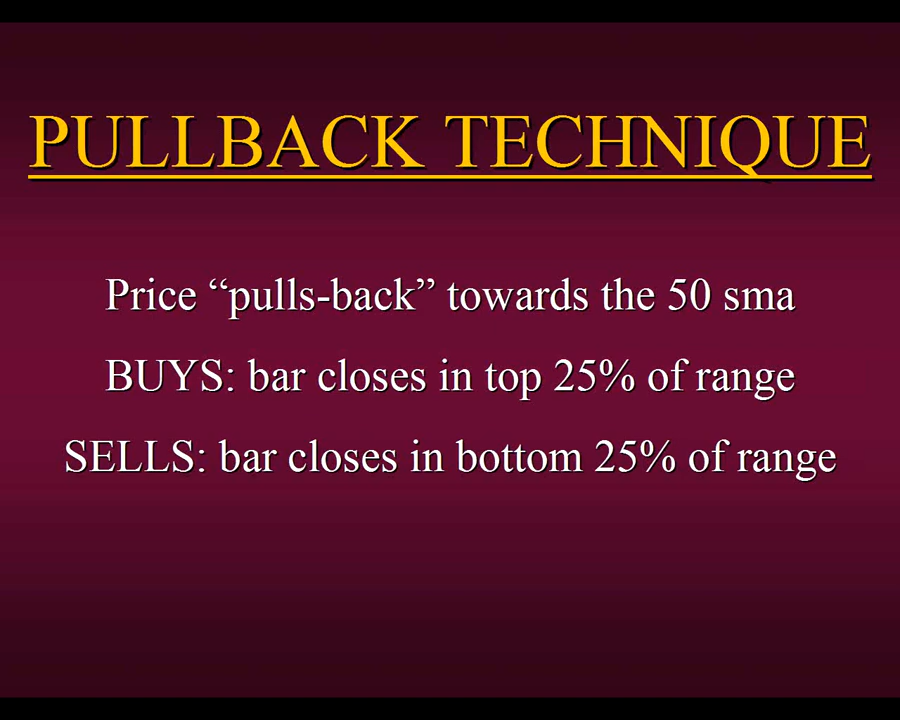 PULLBACK TECHNIQUE
Price “pulls-back” towards the 50 sma
BUYS: bar closes in top 25% of range
SELLS: bar closes in bottom 25% of range